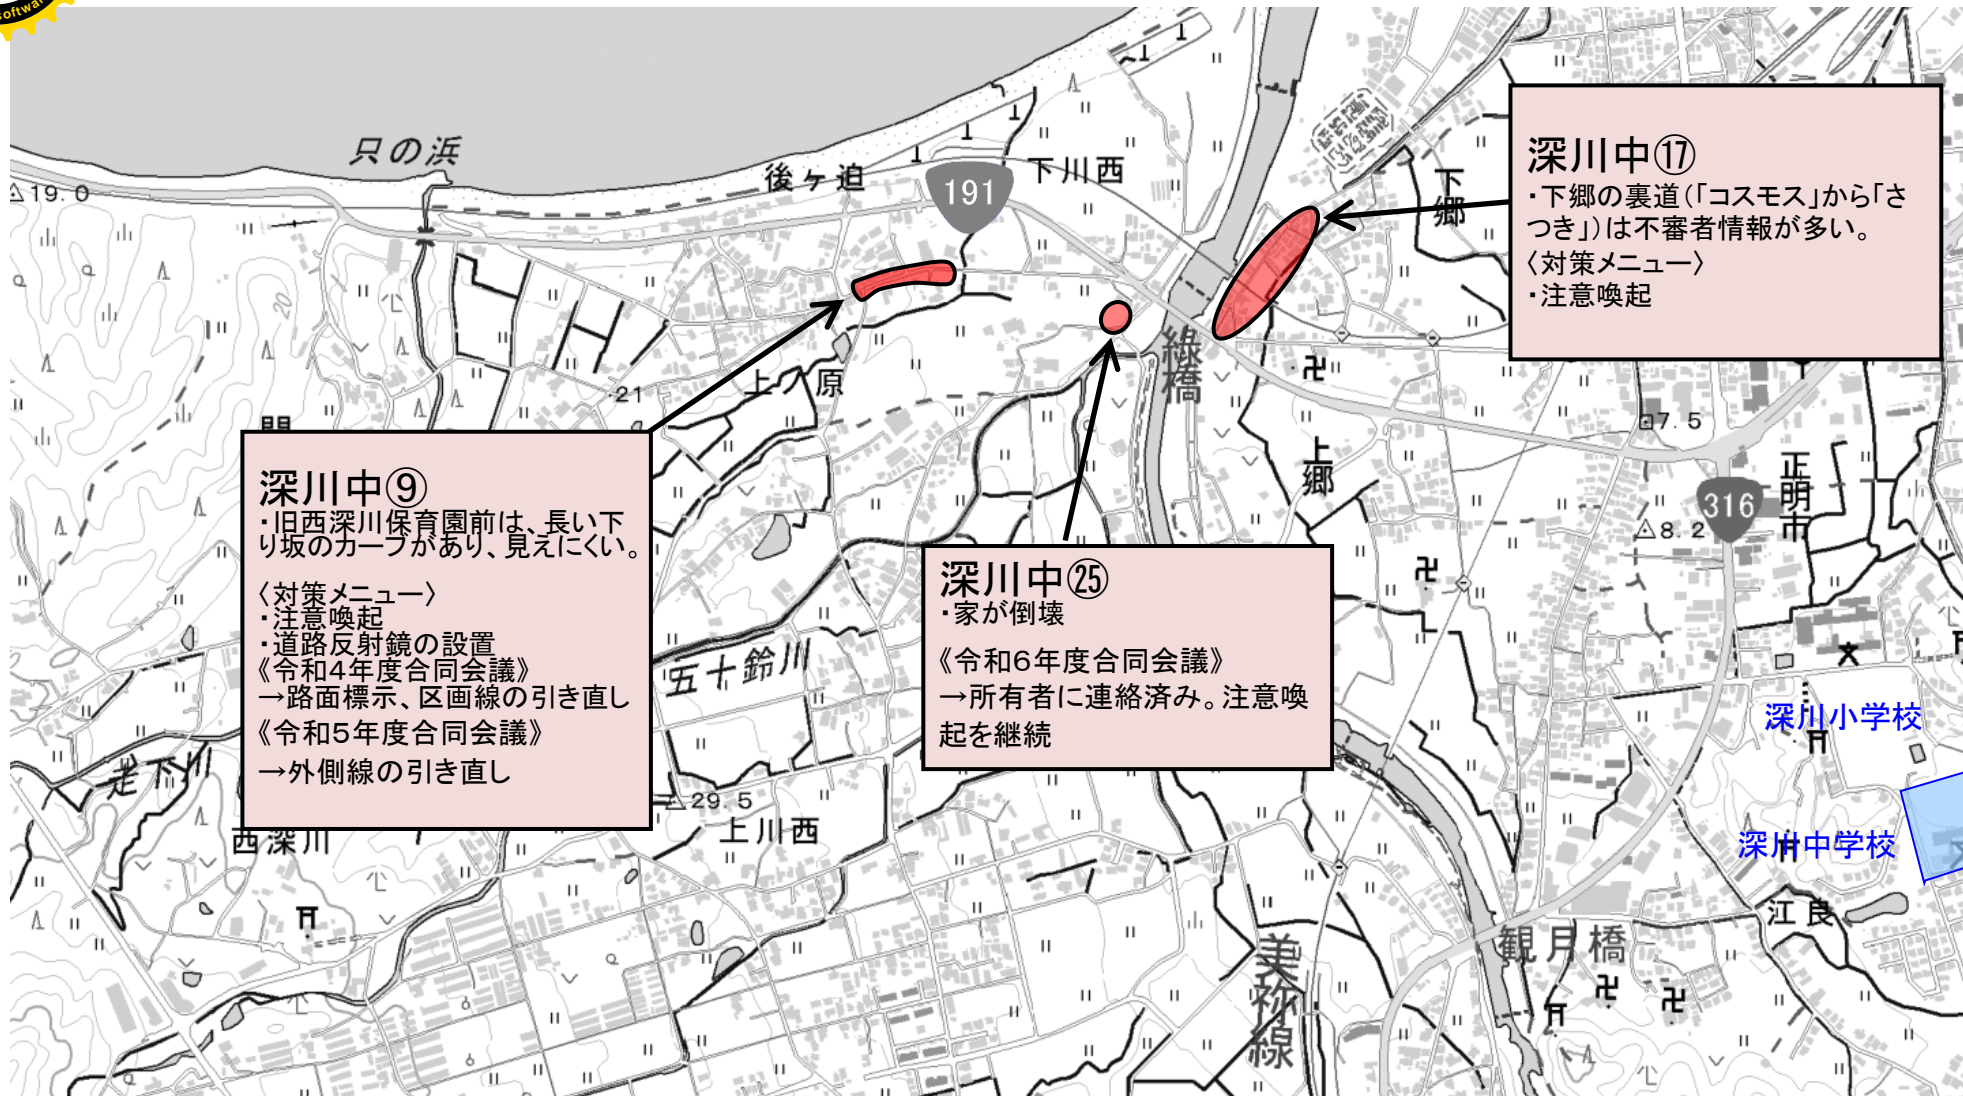 software
只の浜
19.0
後ヶ迫
191
下川西
下郷
深川中⑰
・下郷の裏道(「コスモス」から「さ
つき」)は不審者情報が多い。
〈対策メニュー〉
・注意喚起
緑橋
上ノ原
21
7.5
上郷
正明市
316
8.2
深川中⑨
・旧西深川保育園前は、長い下
り坂のカーブがあり、見えにくい。
〈対策メニュー〉
・注意喚起
・道路反射鏡の設置
《令和4年度合同会議》
→路面標示、区画線の引き直し
《令和5年度合同会議》
→外側線の引き直し
深川中㉕
・家が倒壊
《令和6年度合同会議》
→所有者に連絡済み。注意喚
起を継続
五十鈴川
20
深川小学校
29.5
上川西
西深川
深川中学校
江良
観月橋
美祢線